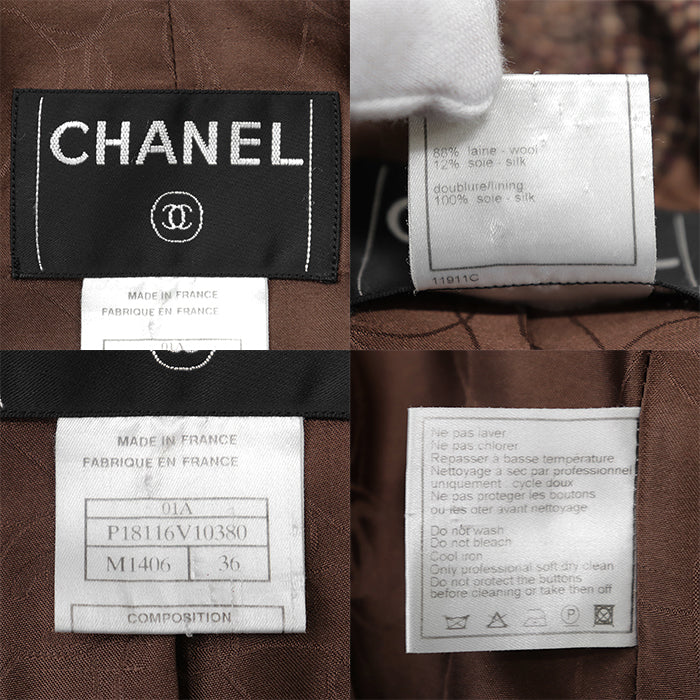 CHANEL
MADE IN FRANCE
FABRIQUE EN FRANCE
01A
88% laine - wool
12% soie - silk
doublure/lining
100% soie - silk
11911C
C
MADE IN FRANCE
FABRIQUE EN FRANCE
01A
P18116V10380
M1406 36
COMPOSITION
Ne pas laver
Ne pas chlorer
Repasser à basse température
Nettoyage à sec par professionnel
uniquement : cycle doux
Ne pas proteger les boutons
ou les oter avant nettoyage
Do not wash
Do not bleach
Cool iron
Only professional soft dry clean
Do not protect the buttons
before cleaning or take then off
P